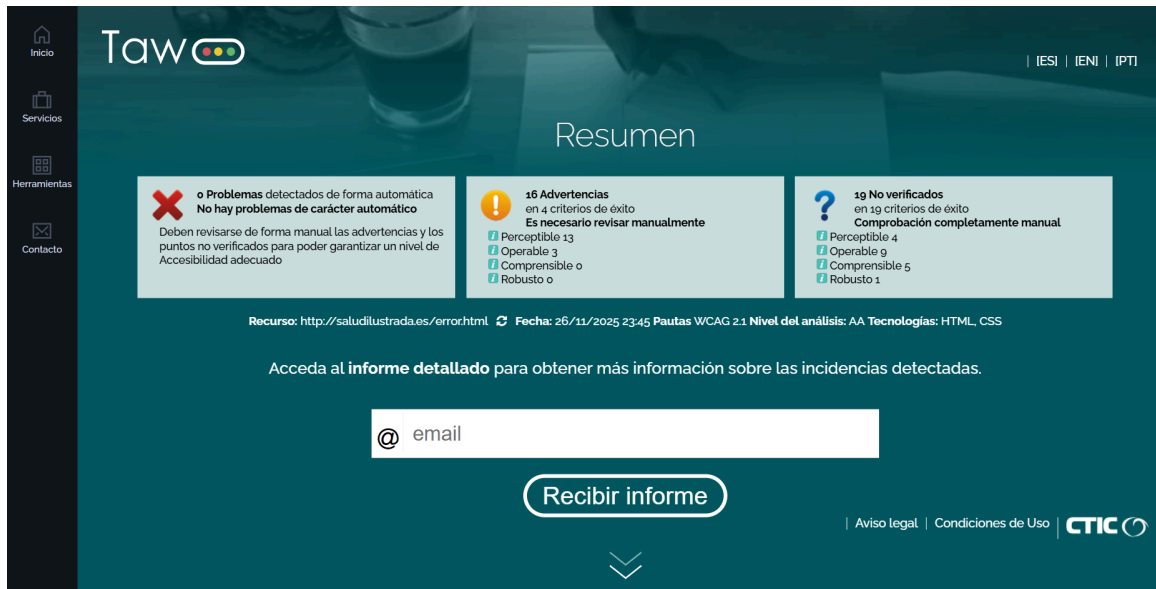 Inicio
Servicios
Herramientas
Contacto
Taw
| [ES] | [EN] | [PT]
Resumen
0 Problemas detectados de forma automática
No hay problemas de carácter automático
Deben revisarse de forma manual las advertencias y los
puntos no verificados para poder garantizar un nivel de
Accesibilidad adecuado
16 Advertencias
en 4 criterios de éxito
Es necesario revisar manualmente
Perceptible 13
Operable 3
Comprensible 0
Robusto 0
19 No verificados
en 19 criterios de éxito
Comprobación completamente manual
Perceptible 4
Operable 9
Comprensible 5
Robusto 1
Recurso: http://saludilustrada.es/error.html Fecha: 26/11/2025 23:45 Pautas WCAG 2.1 Nivel del análisis: AA Tecnologías: HTML, CSS
Acceda al informe detallado para obtener más información sobre las incidencias detectadas.
@ email
Recibir informe
| Aviso legal | Condiciones de Uso | CTIC